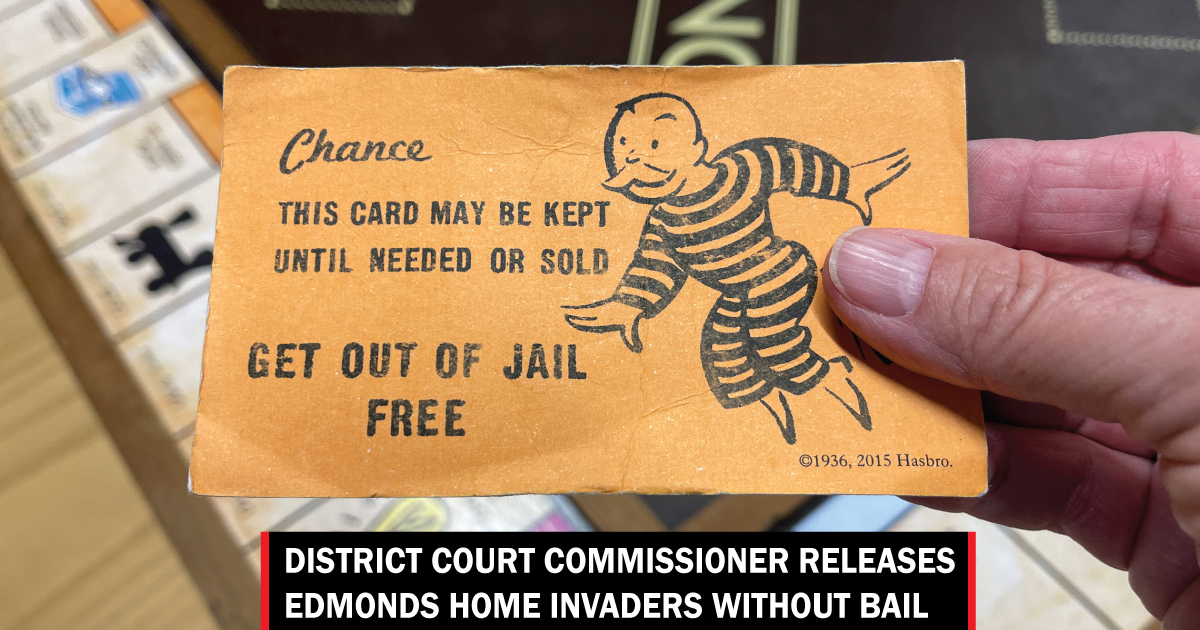 ON
Chance
THIS CARD MAY BE KEPT
UNTIL NEEDED OR SOLD
GET OUT OF JAIL
FREE
©1936, 2015 Hasbro.
DISTRICT COURT COMMISSIONER RELEASES
EDMONDS HOME INVADERS WITHOUT BAIL